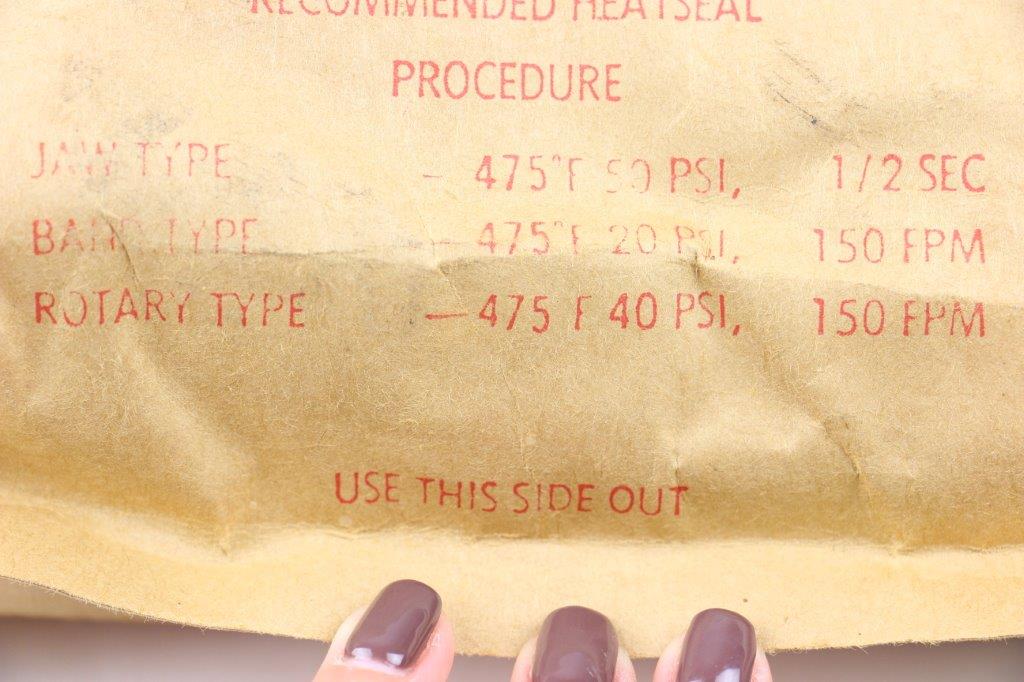 RECOMMENDED HEATSEAL
PROCEDURE
JAW TYPE - 475°F 50 PSI, 1/2 SEC
BAND TYPE - 475°F 20 PSI, 150 FPM
ROTARY TYPE - 475 F 40 PSI, 150 FPM
USE THIS SIDE OUT